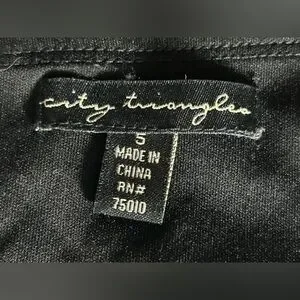 city triangles
5
MADE IN
CHINA
RN#
75010